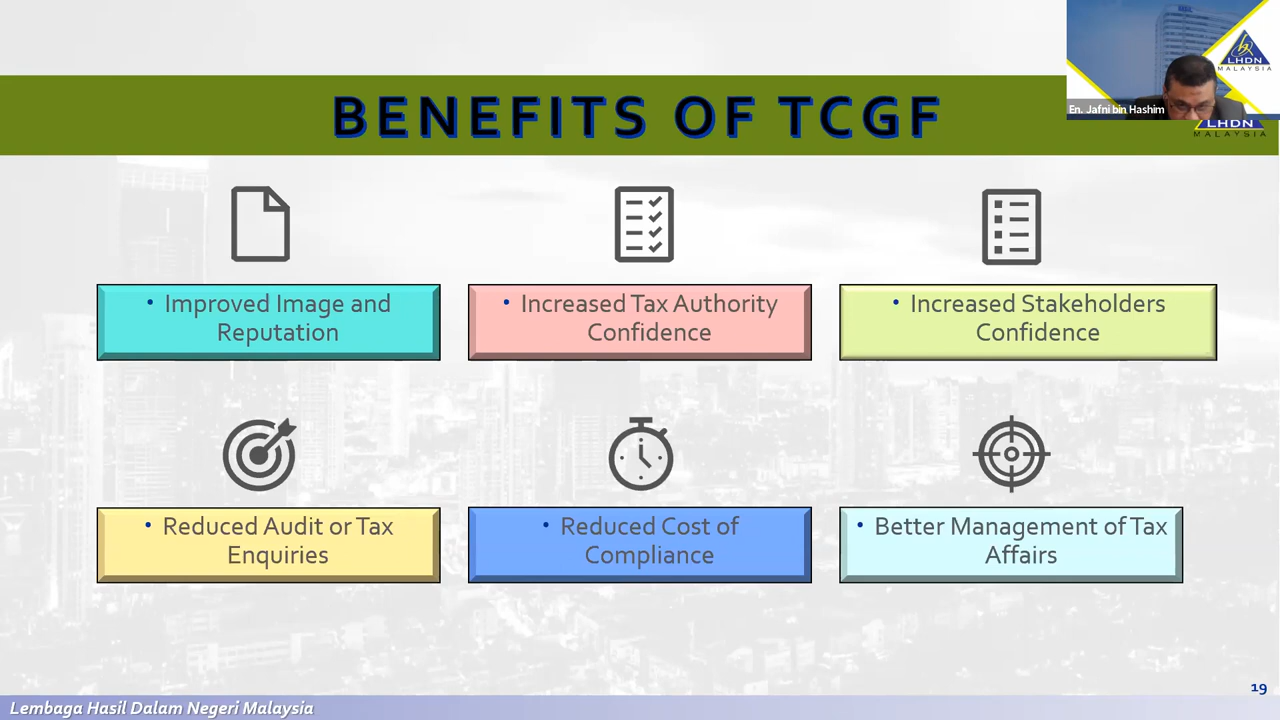 BENEFITS OF TCGF
LHDN
MALAYSIA
En. Jafni bin Hashim
LHDN
MALAYSIA
• Improved Image and
Reputation
• Increased Tax Authority
Confidence
• Increased Stakeholders
Confidence
• Reduced Audit or Tax
Enquiries
• Reduced Cost of
Compliance
• Better Management of Tax
Affairs
19
Lembaga Hasil Dalam Negeri Malaysia